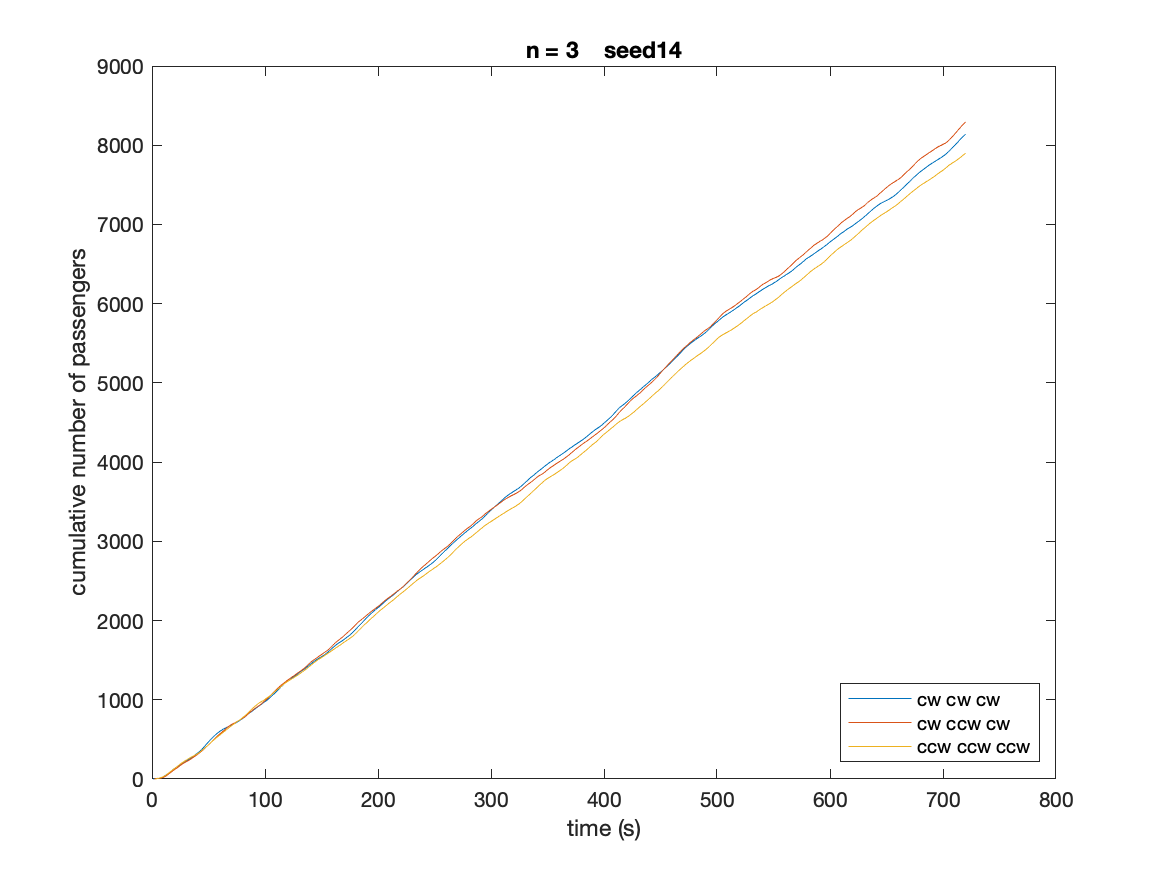 n = 3    seed14
9000
8000
7000
6000
5000
4000
3000
2000
1000
0
cumulative number of passengers
0 100 200 300 400 500 600 700 800
time (s)
CW CW CW
CW CCW CW
CCW CCW CCW